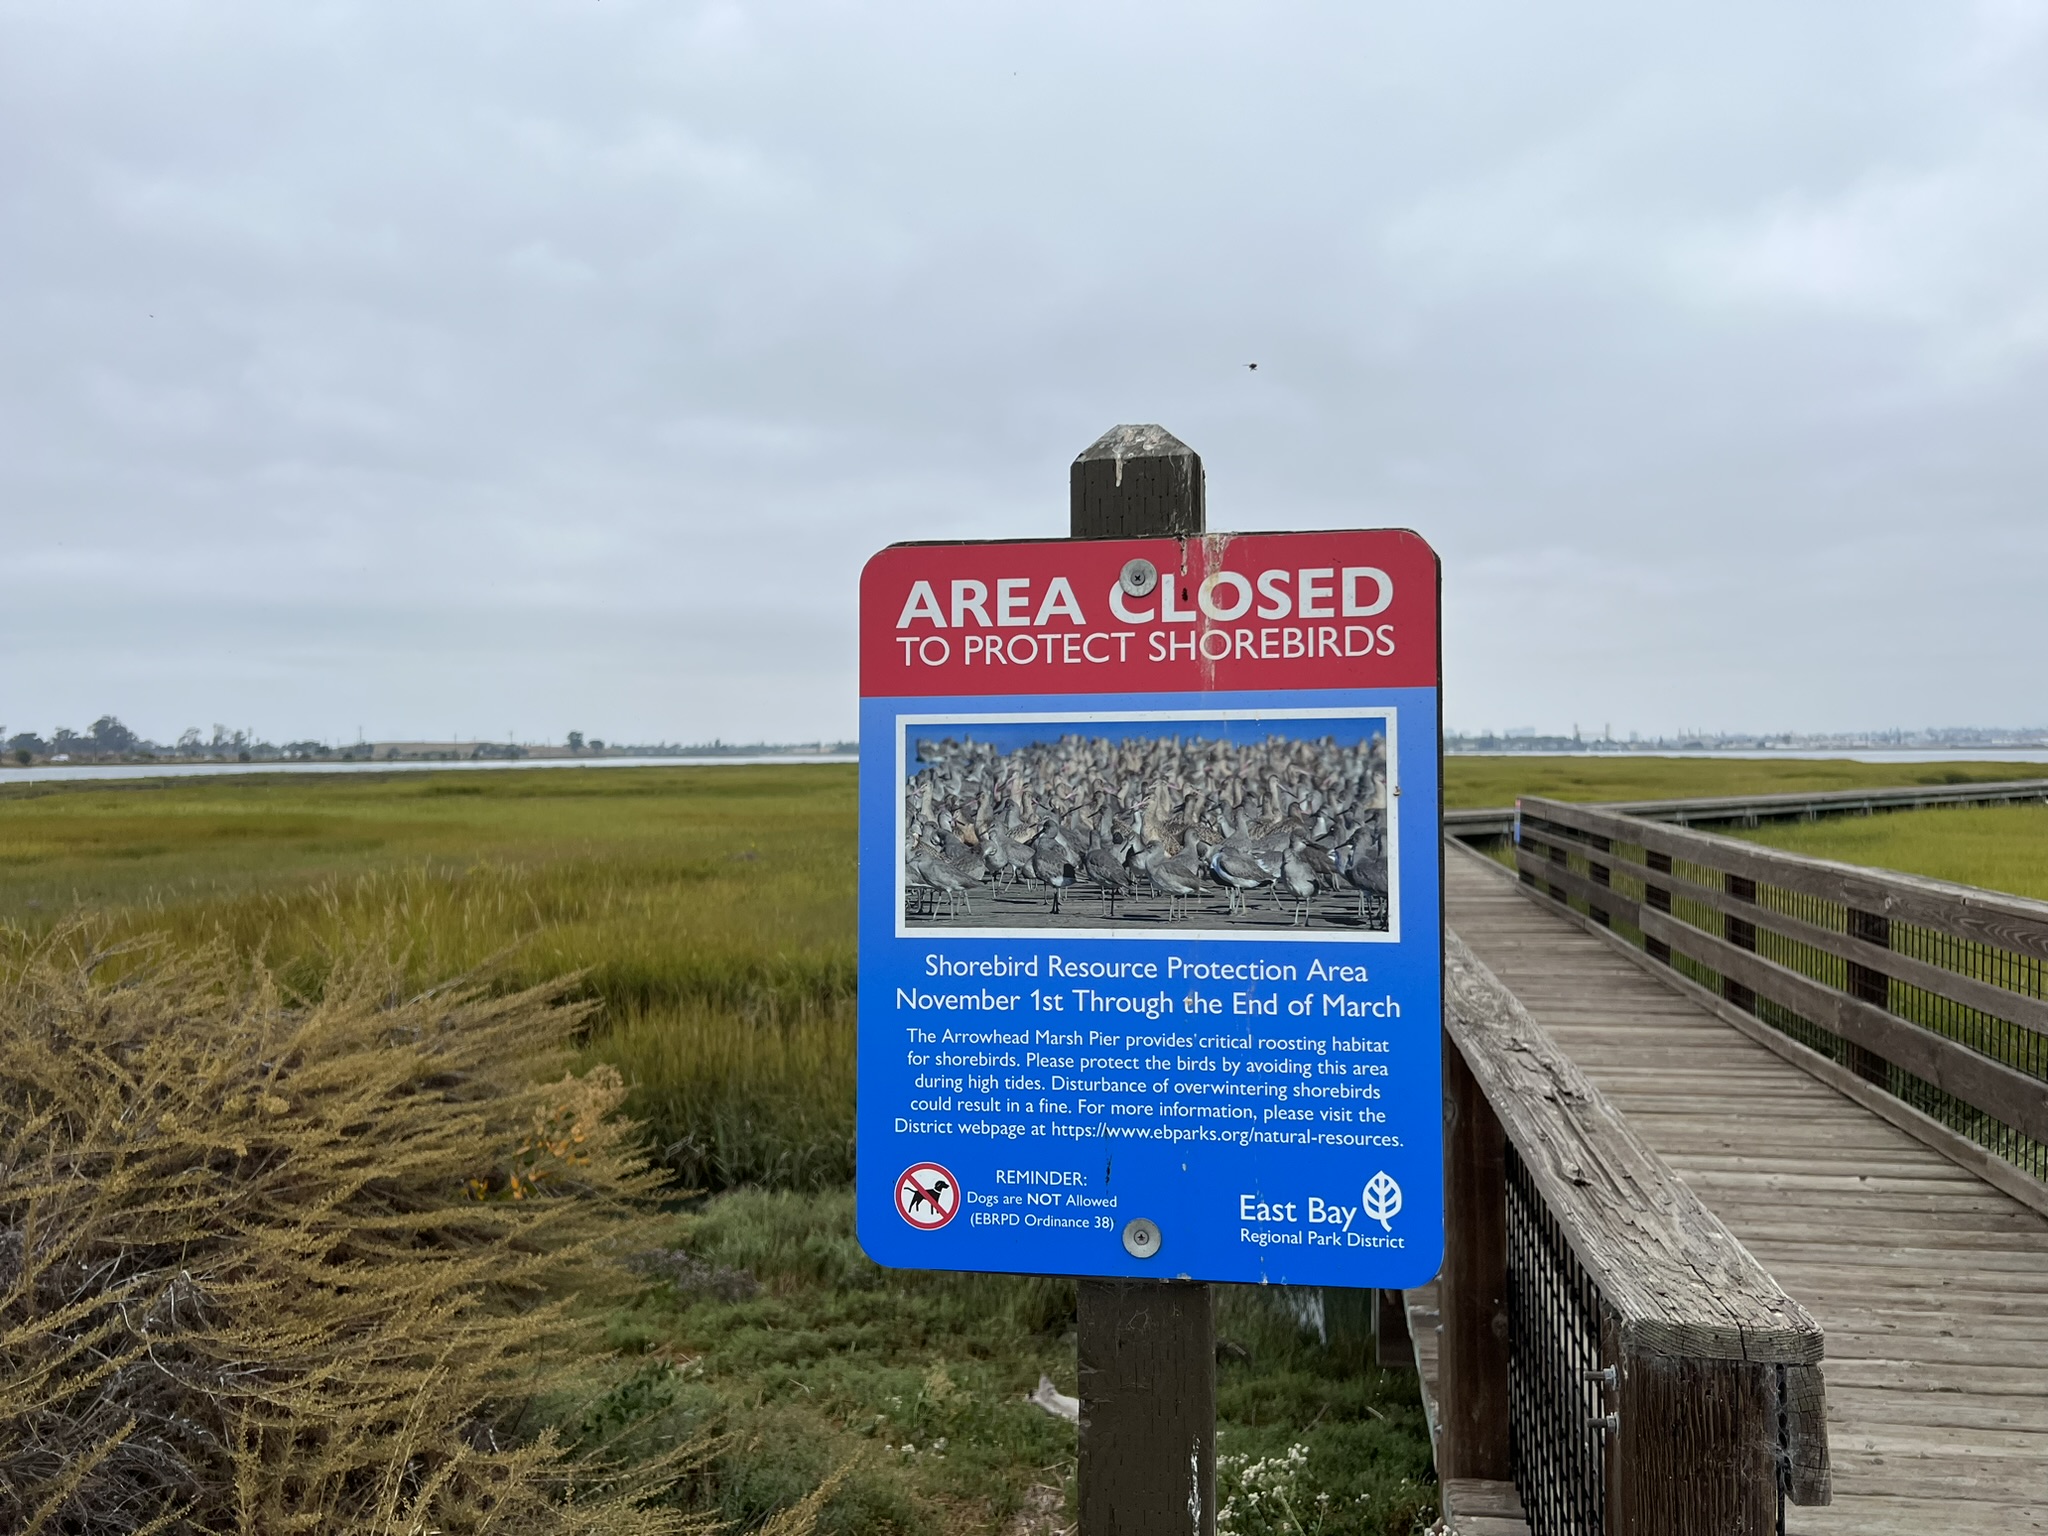 AREA CLOSED
TO PROTECT SHOREBIRDS
Shorebird Resource Protection Area
November 1st Through the End of March
The Arrowhead Marsh Pier provides critical roosting habitat
for shorebirds. Please protect the birds by avoiding this area
during high tides. Disturbance of overwintering shorebirds
could result in a fine. For more information, please visit the
District webpage at https://www.ebparks.org/natural-resources.
REMINDER:
Dogs are NOT Allowed
(EBRPD Ordinance 38)
East Bay
Regional Park District